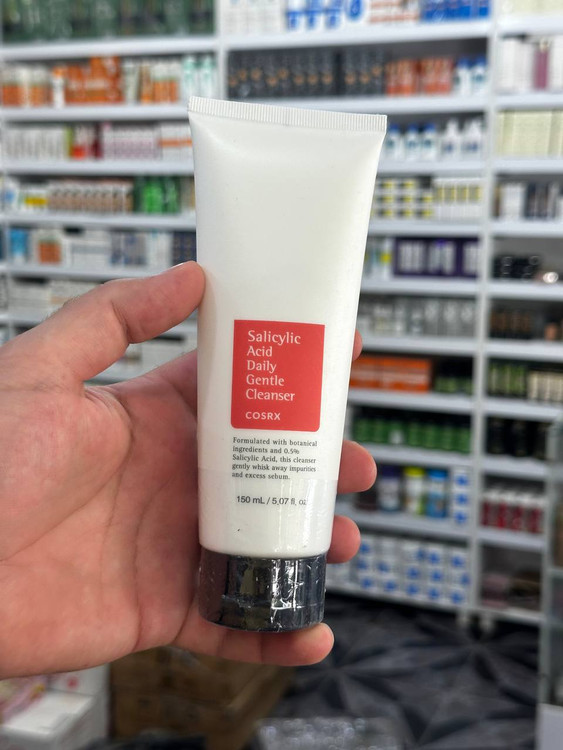 Salicylic
Acid
Daily
Gentle
Cleanser
COSRX
Formulated with botanical
ingredients and 0.5%
Salicylic Acid, this cleanser
gently whisk away impurities
and excess sebum.
150 mL / 5.07 fl. oz.